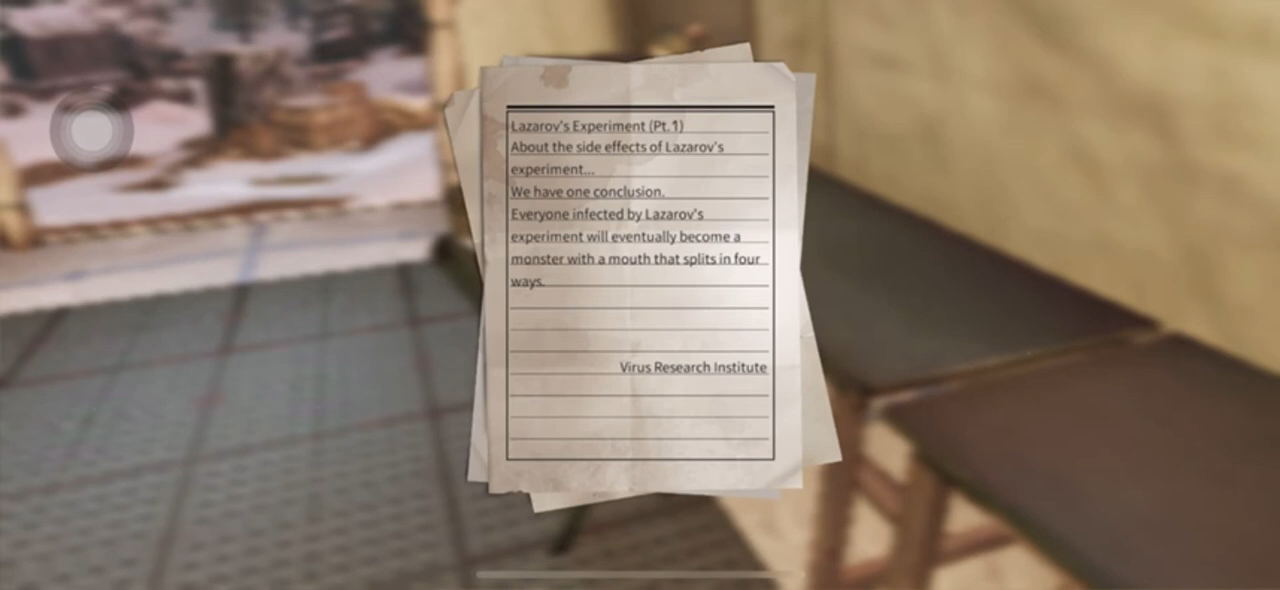 Lazarov's Experiment (Pt.1)
About the side effects of Lazarov's
experiment...
We have one conclusion.
Everyone infected by Lazarov's
experiment will eventually become a
monster with a mouth that splits in four
ways.
Virus Research Institute